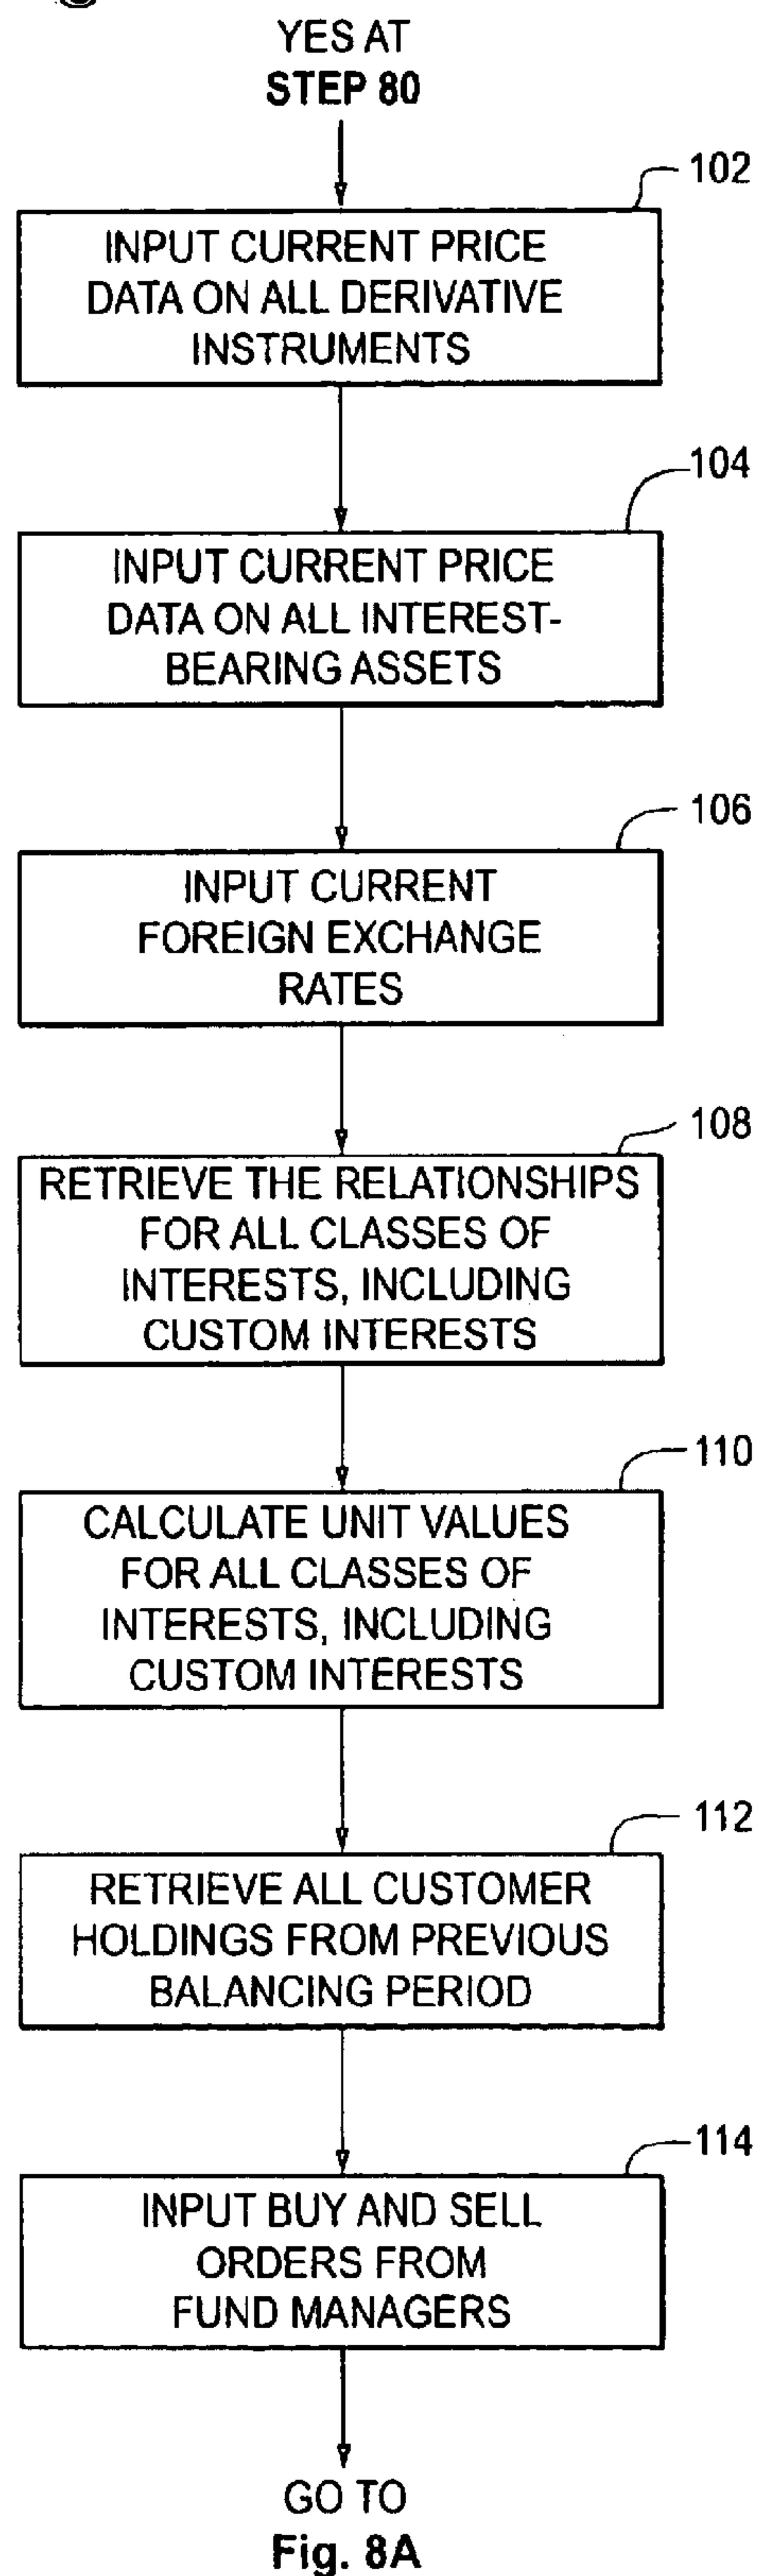 YES AT
STEP 80
102
INPUT CURRENT PRICE
DATA ON ALL DERIVATIVE
INSTRUMENTS
104
INPUT CURRENT PRICE
DATA ON ALL INTEREST-
BEARING ASSETS
106
INPUT CURRENT
FOREIGN EXCHANGE
RATES
108
RETRIEVE THE RELATIONSHIPS
FOR ALL CLASSES OF
INTERESTS, INCLUDING
CUSTOM INTERESTS
110
CALCULATE UNIT VALUES
FOR ALL CLASSES OF
INTERESTS, INCLUDING
CUSTOM INTERESTS
112
RETRIEVE ALL CUSTOMER
HOLDINGS FROM PREVIOUS
BALANCING PERIOD
114
INPUT BUY AND SELL
ORDERS FROM
FUND MANAGERS
GO TO
Fig. 8A